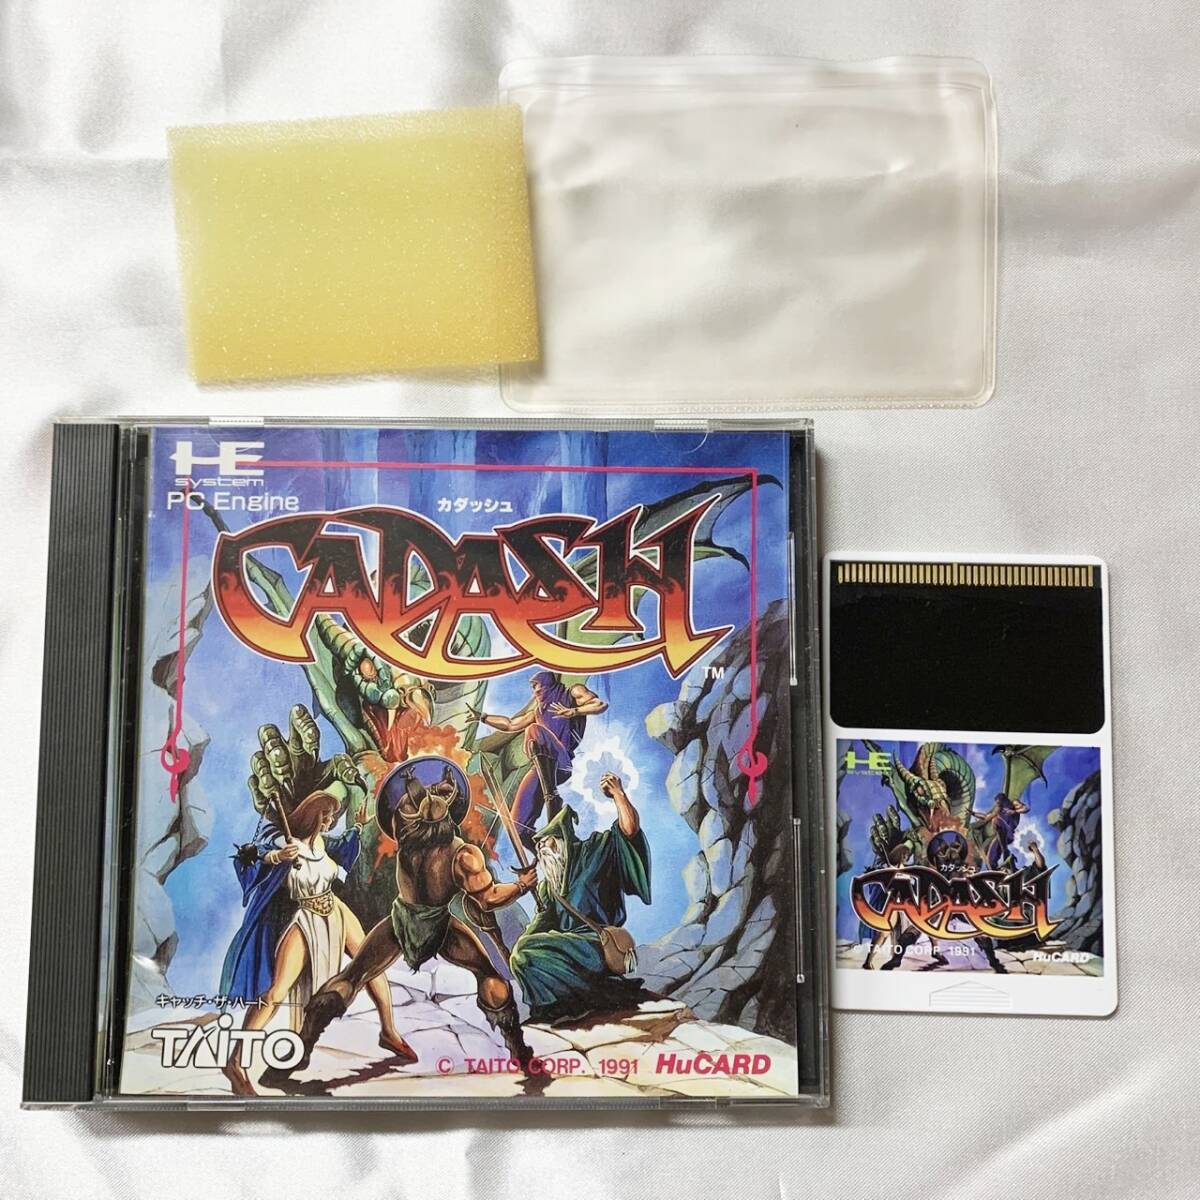 HE
system
PC Engine
カダッシュ
CADASH
TM
キャッチ・ザ・ハート
TAITO
© TAITO CORP. 1991 HuCARD
HE
system
カダッシュ
CADASH
© TAITO CORP. 1991
HuCARD